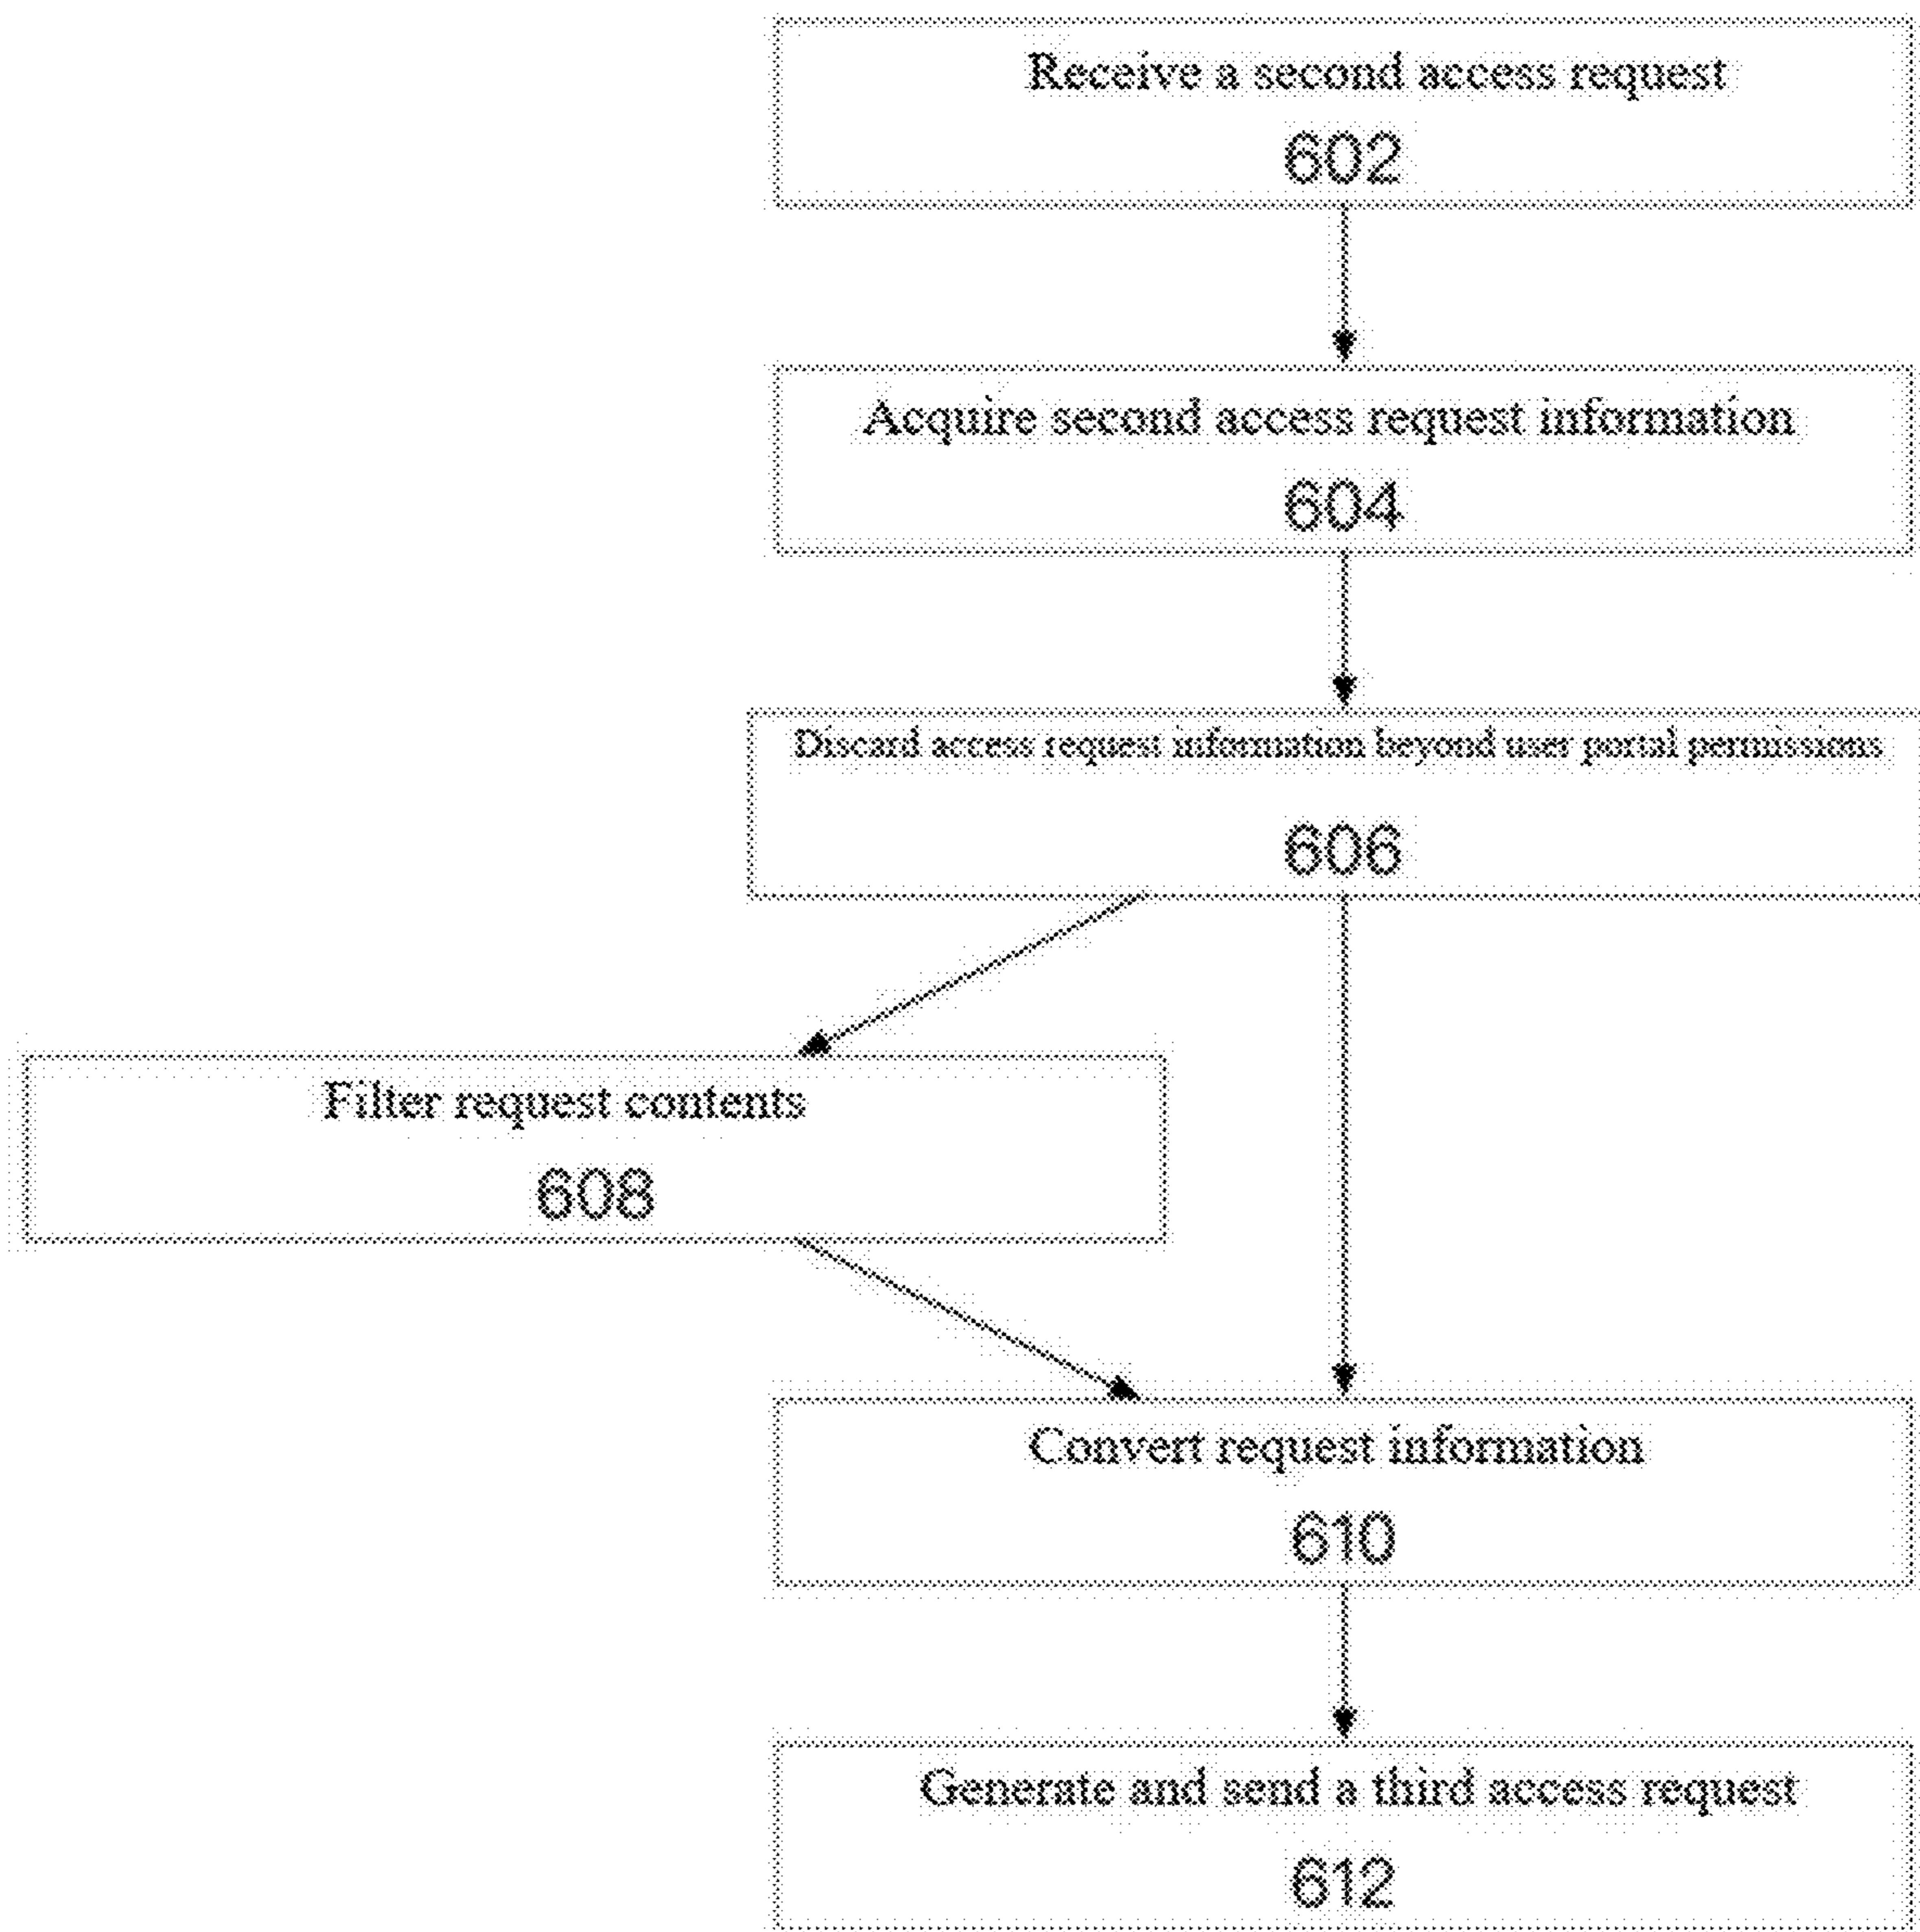 Receive a second access request
602
Acquire second access request information
604
Discard access request information beyond user portal permissions
606
Filter request contents
608
Convert request information
610
Generate and send a third access request
612